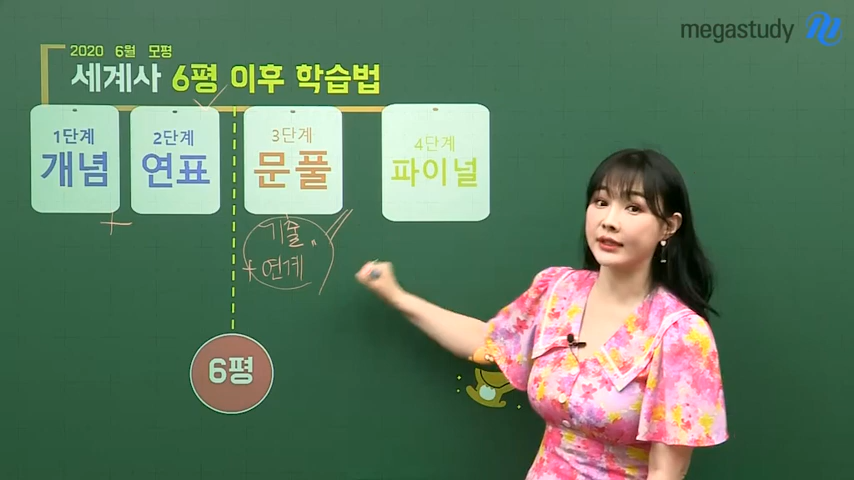 megastudy
2020 6월 모평
세계사 6평 이후 학습법
1단계
개념
2단계
연표
3단계
문풀
4단계
파이널
기출
+ 연계
6평